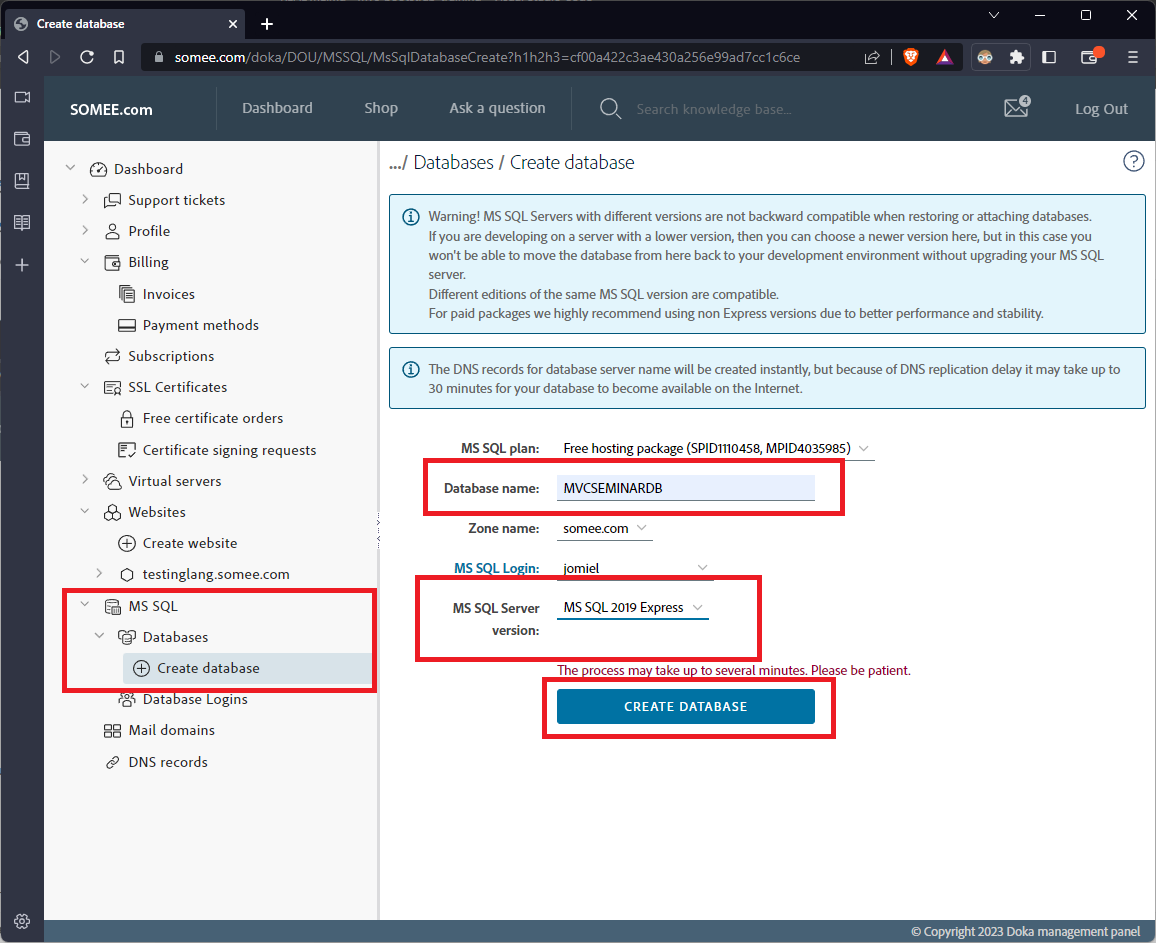 Create database
somee.com/doka/DOU/MSSQL/MsSqlDatabaseCreate?h1h2h3=cf00a422c3ae430a256e99ad7cc1c6ce
SOMEE.com
Dashboard
Shop
Ask a question
Search knowledge base...
4
Log Out
Dashboard
Support tickets
Profile
Billing
Invoices
Payment methods
Subscriptions
SSL Certificates
Free certificate orders
Certificate signing requests
Virtual servers
Websites
Create website
testinglang.somee.com
MS SQL
Databases
Create database
Database Logins
Mail domains
DNS records
.../ Databases / Create database
Warning! MS SQL Servers with different versions are not backward compatible when restoring or attaching databases.
If you are developing on a server with a lower version, then you can choose a newer version here, but in this case you
won't be able to move the database from here back to your development environment without upgrading your MS SQL
server.
Different editions of the same MS SQL version are compatible.
For paid packages we highly recommend using non Express versions due to better performance and stability.
The DNS records for database server name will be created instantly, but because of DNS replication delay it may take up to
30 minutes for your database to become available on the Internet.
MS SQL plan: Free hosting package (SPID1110458, MPID4035985)
Database name: MVCSEMINARDB
Zone name: somee.com
MS SQL Login: jomiel
MS SQL Server MS SQL 2019 Express
version:
The process may take up to several minutes. Please be patient.
CREATE DATABASE
© Copyright 2023 Doka management panel